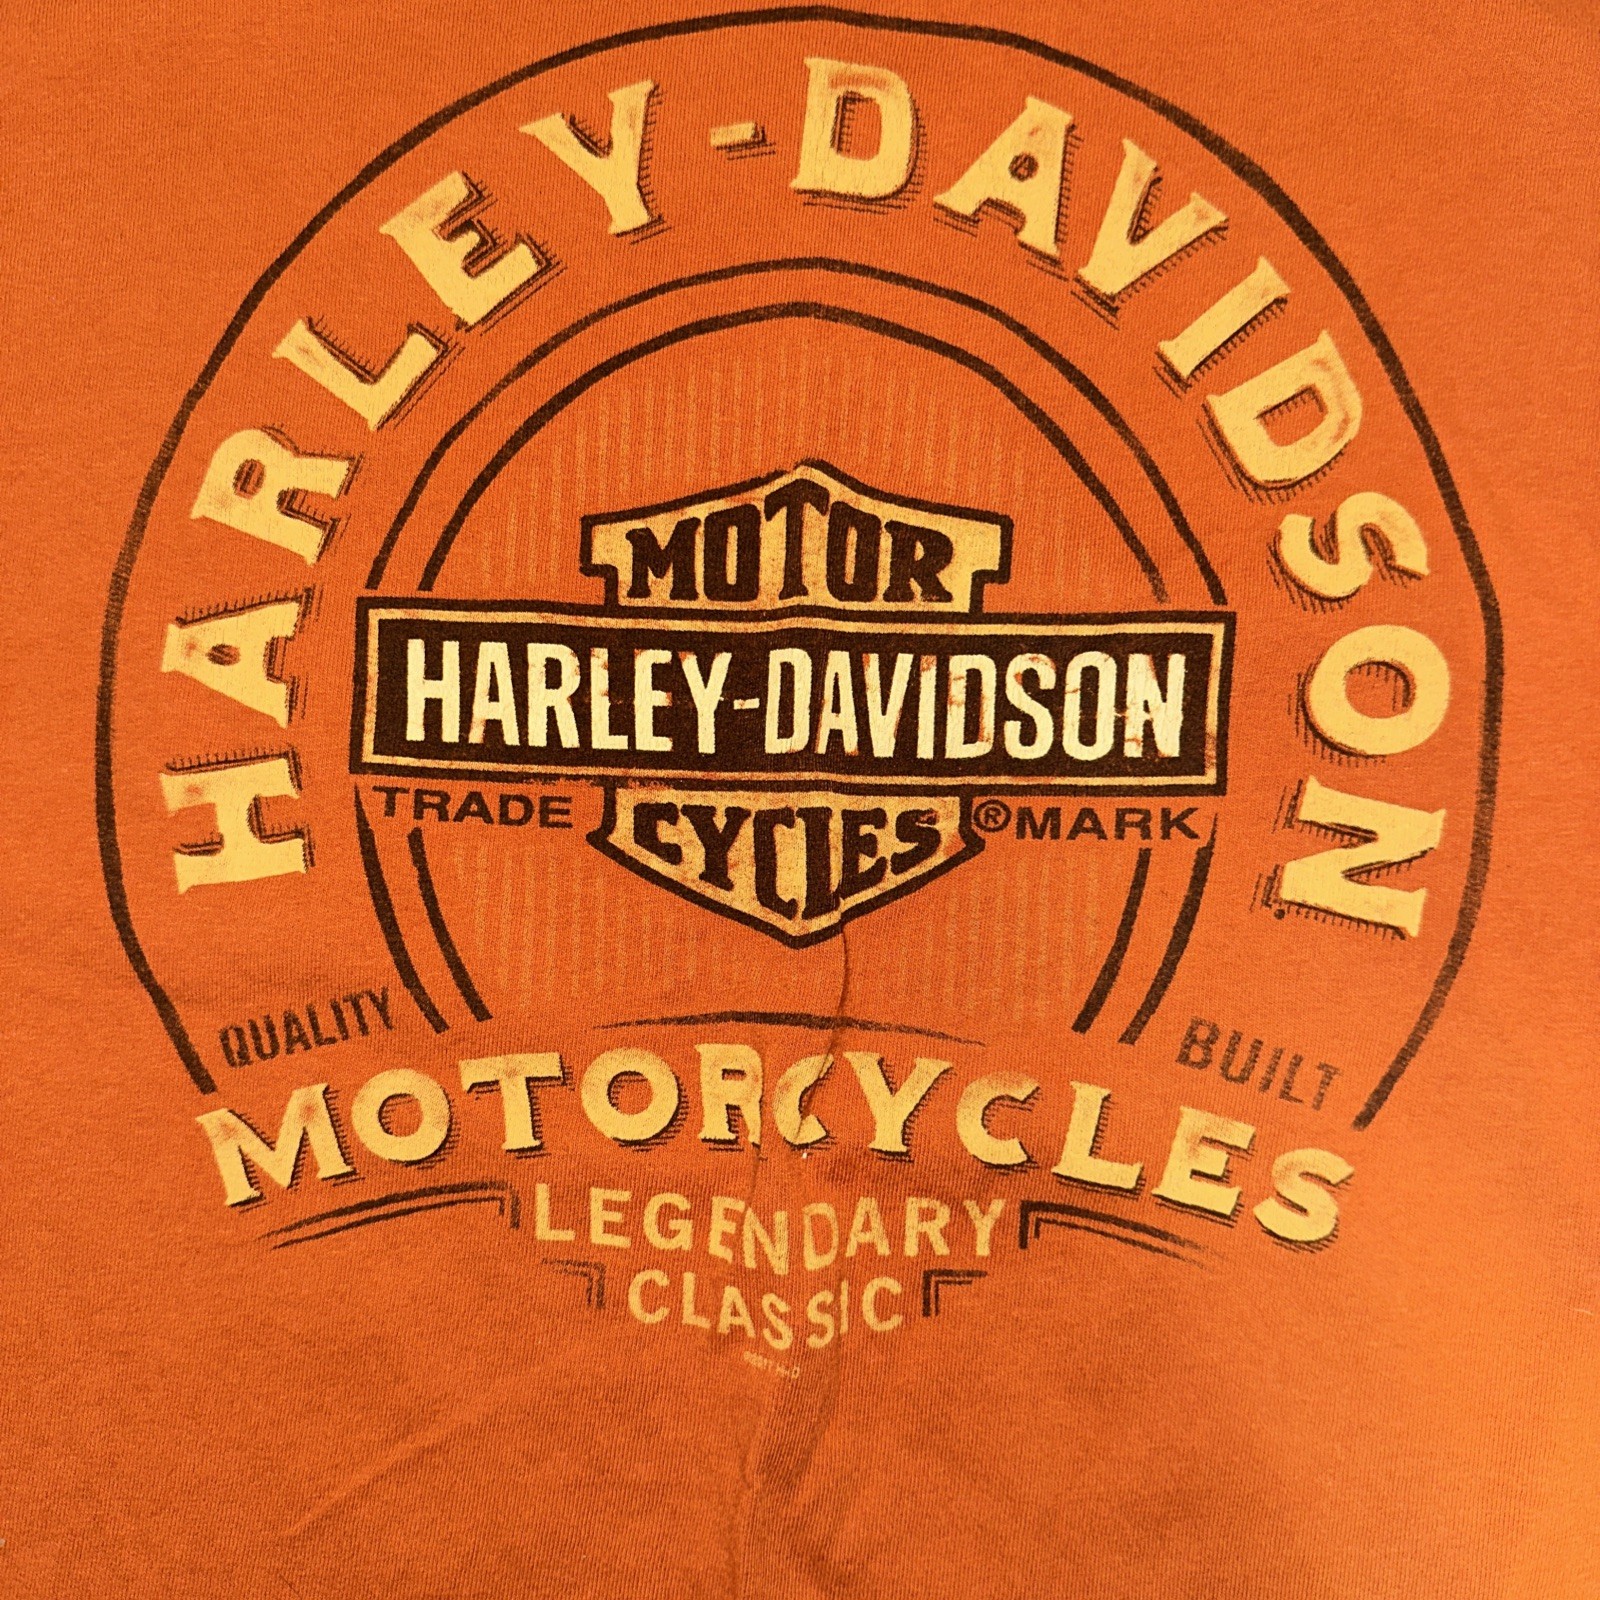 HARLEY-DAVIDSON
MOTOR
HARLEY-DAVIDSON
TRADE ®MARK
CYCLES
QUALITY BUILT
MOTORCYCLES
LEGENDARY
CLASSIC
H-D